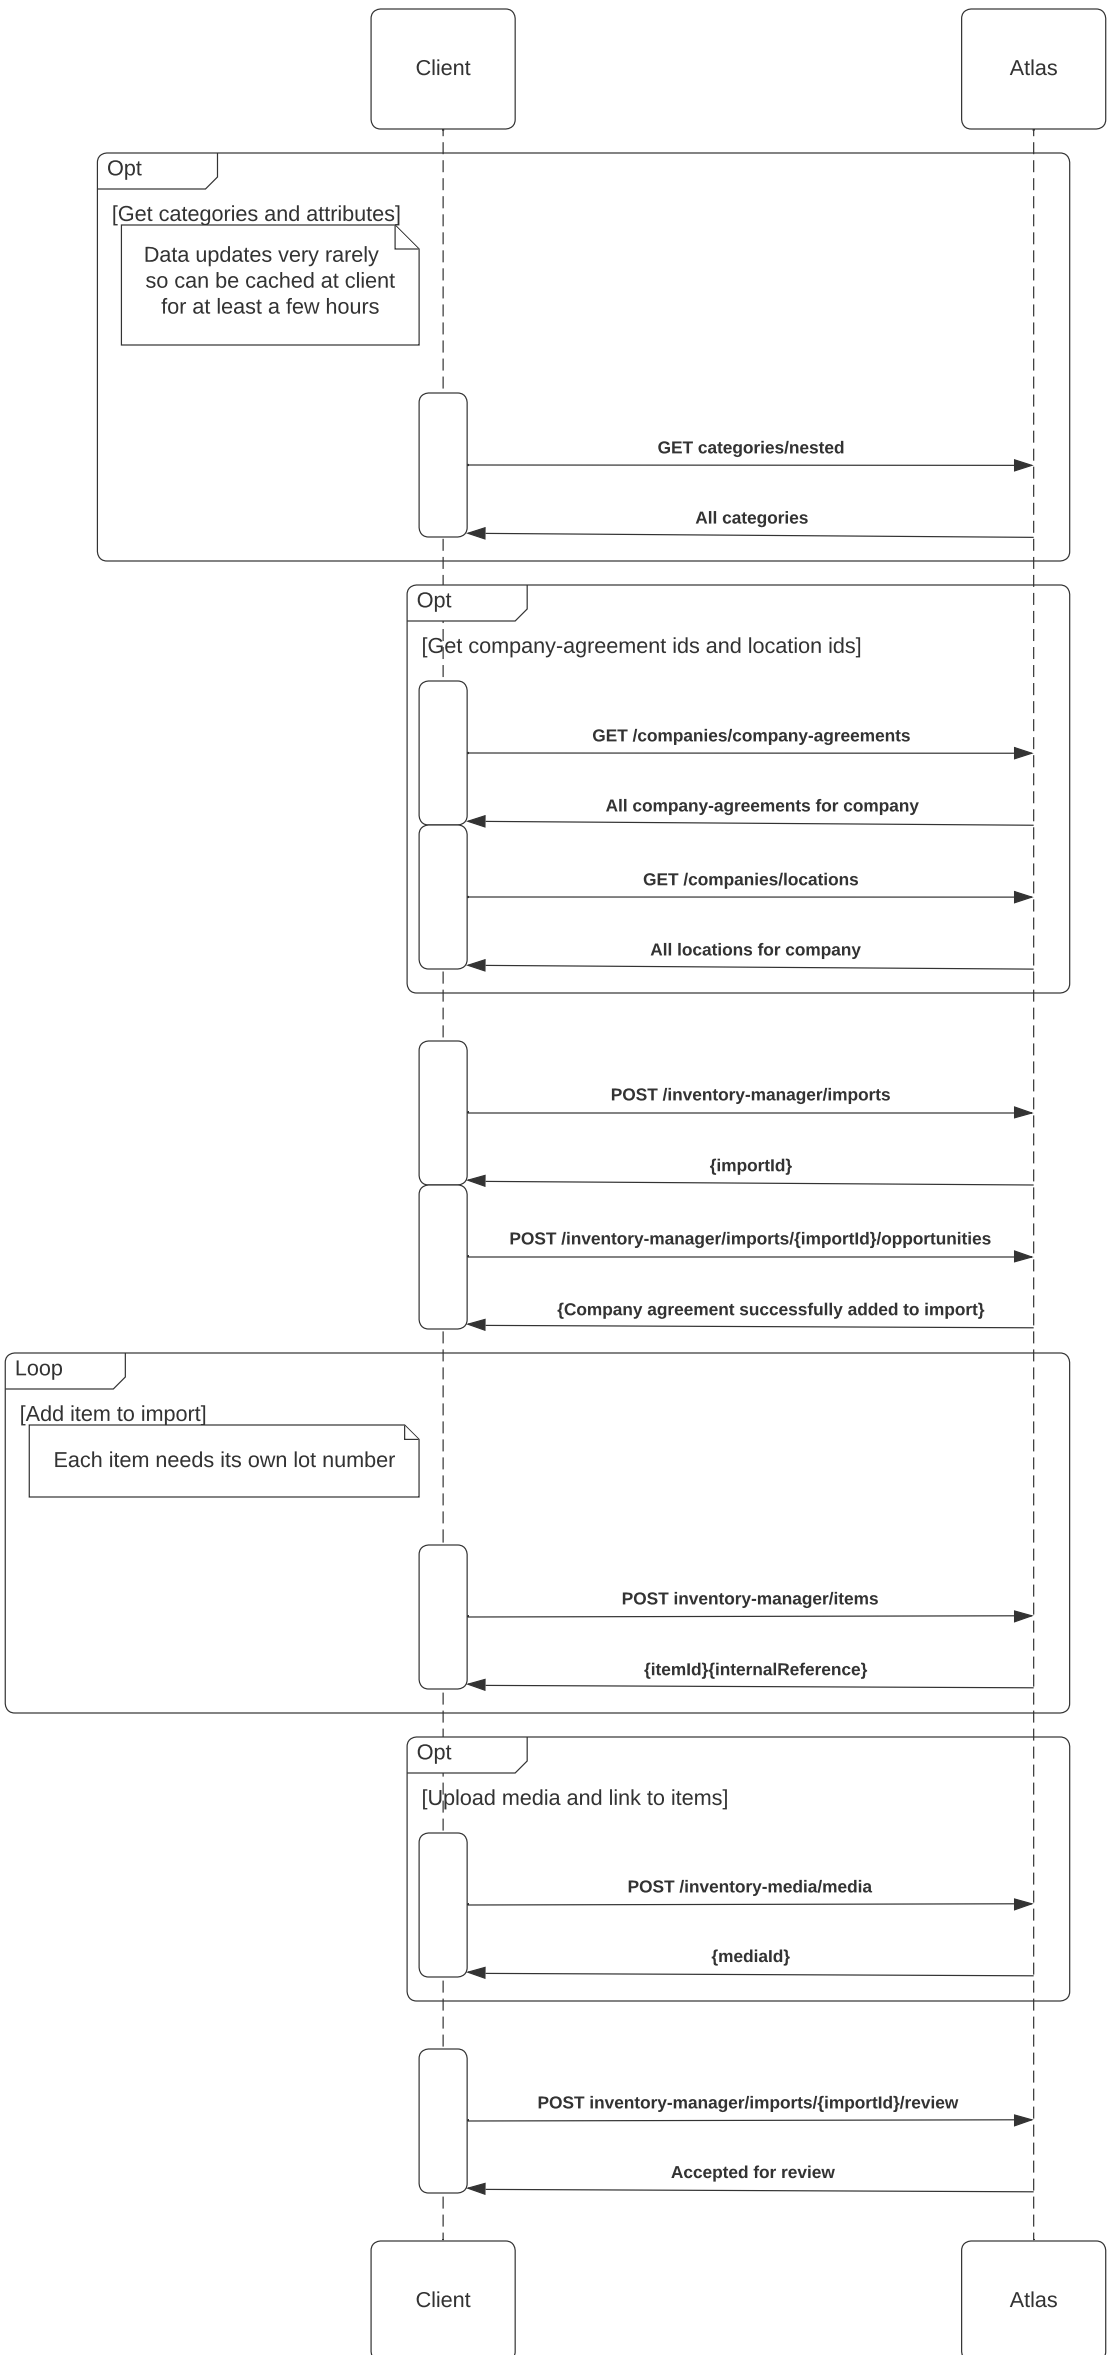 Client
Atlas
Opt
[Get categories and attributes]
Data updates very rarely
so can be cached at client
for at least a few hours
GET categories/nested
All categories
Opt
[Get company-agreement ids and location ids]
GET /companies/company-agreements
All company-agreements for company
GET /companies/locations
All locations for company
POST /inventory-manager/imports
{importId}
POST /inventory-manager/imports/{importId}/opportunities
{Company agreement successfully added to import}
Loop
[Add item to import]
Each item needs its own lot number
POST inventory-manager/items
{itemId}{internalReference}
Opt
[Upload media and link to items]
POST /inventory-media/media
{mediaId}
POST inventory-manager/imports/{importId}/review
Accepted for review
Client
Atlas